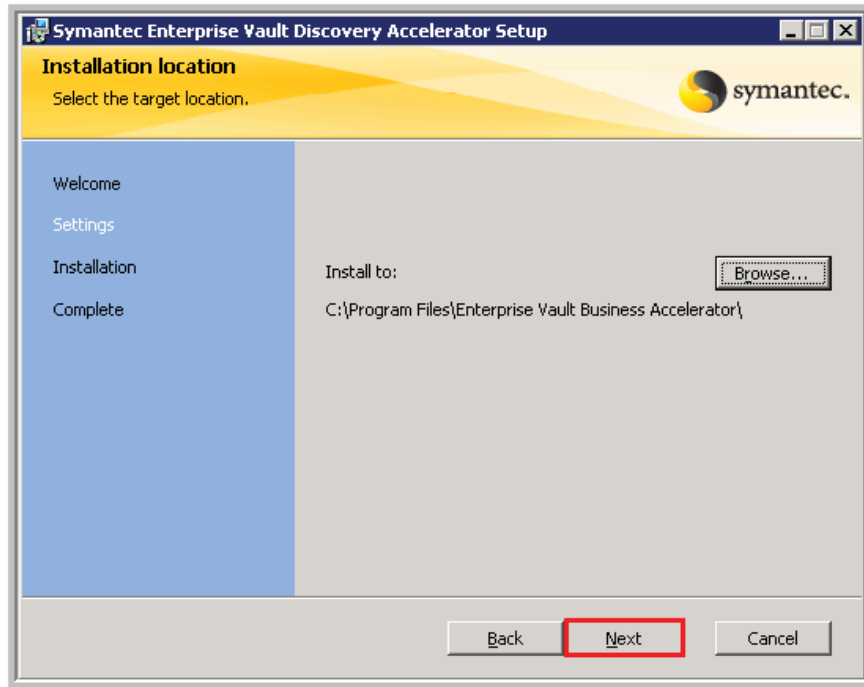 Symantec Enterprise Vault Discovery Accelerator Setup
Installation location
Select the target location.
symantec.
Welcome
Settings
Installation
Complete
Install to:
Browse...
C:\Program Files\Enterprise Vault Business Accelerator\
Back
Next
Cancel